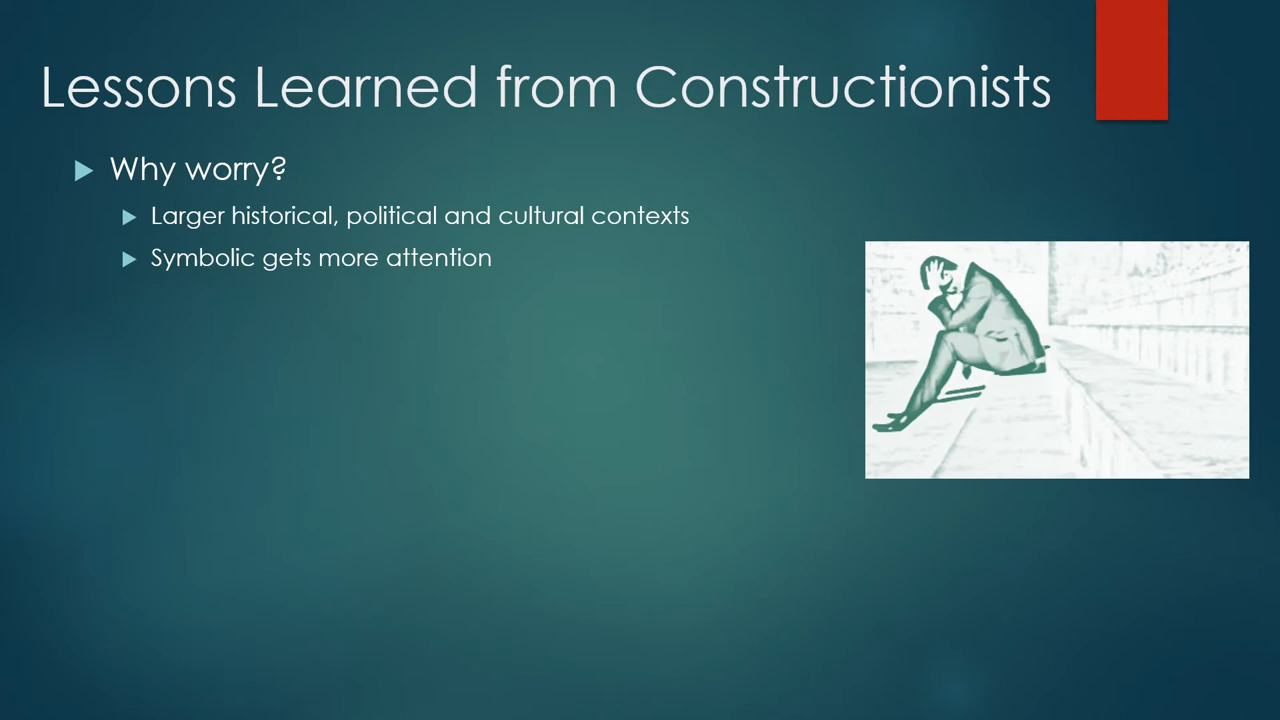 Lessons Learned from Constructionists
Why worry?
Larger historical, political and cultural contexts
Symbolic gets more attention